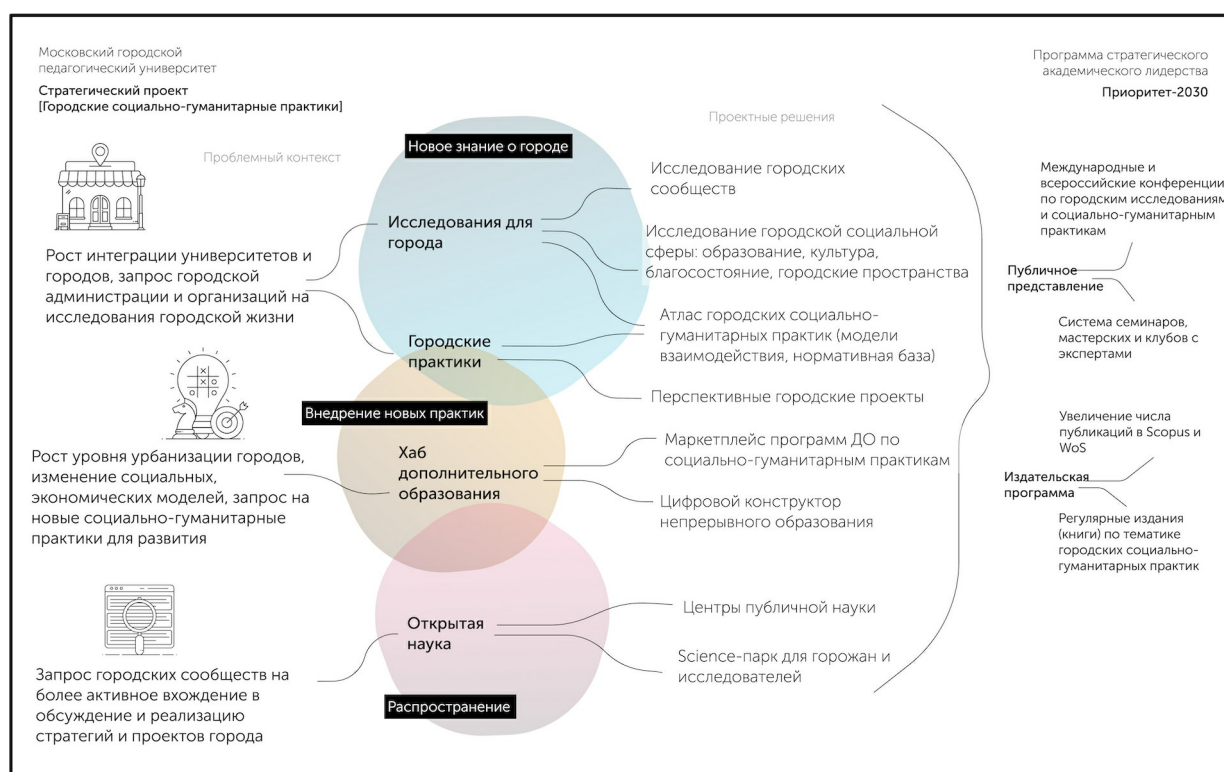 Московский городской
педагогический университет
Стратегический проект
[Городские социально-гуманитарные практики]
Программа стратегического
академического лидерства
Приоритет-2030
Проблемный контекст
Проектные решения
Новое знание о городе
Исследования для
города
Городские
практики
Внедрение новых практик
Хаб
дополнительного
образования
Открытая
наука
Распространение
Рост интеграции университетов и
городов, запрос городской
администрации и организаций на
исследования городской жизни
Рост уровня урбанизации городов,
изменение социальных,
экономических моделей, запрос на
новые социально-гуманитарные
практики для развития
Запрос городских сообществ на
более активное вхождение в
обсуждение и реализацию
стратегий и проектов города
Исследование городских
сообществ
Исследование городской социальной
сферы: образование, культура,
благосостояние, городские пространства
Атлас городских социально-
гуманитарных практик (модели
взаимодействия, нормативная база)
Перспективные городские проекты
Маркетплейс программ ДО по
социально-гуманитарным практикам
Цифровой конструктор
непрерывного образования
Центры публичной науки
Science-парк для горожан и
исследователей
Международные и
всероссийские конференции
по городским исследованиям
и социально-гуманитарным
практикам
Публичное
представление
Система семинаров,
мастерских и клубов с
экспертами
Увеличение числа
публикаций в Scopus и
WoS
Издательская
программа
Регулярные издания
(книги) по тематике
городских социально-
гуманитарных практик